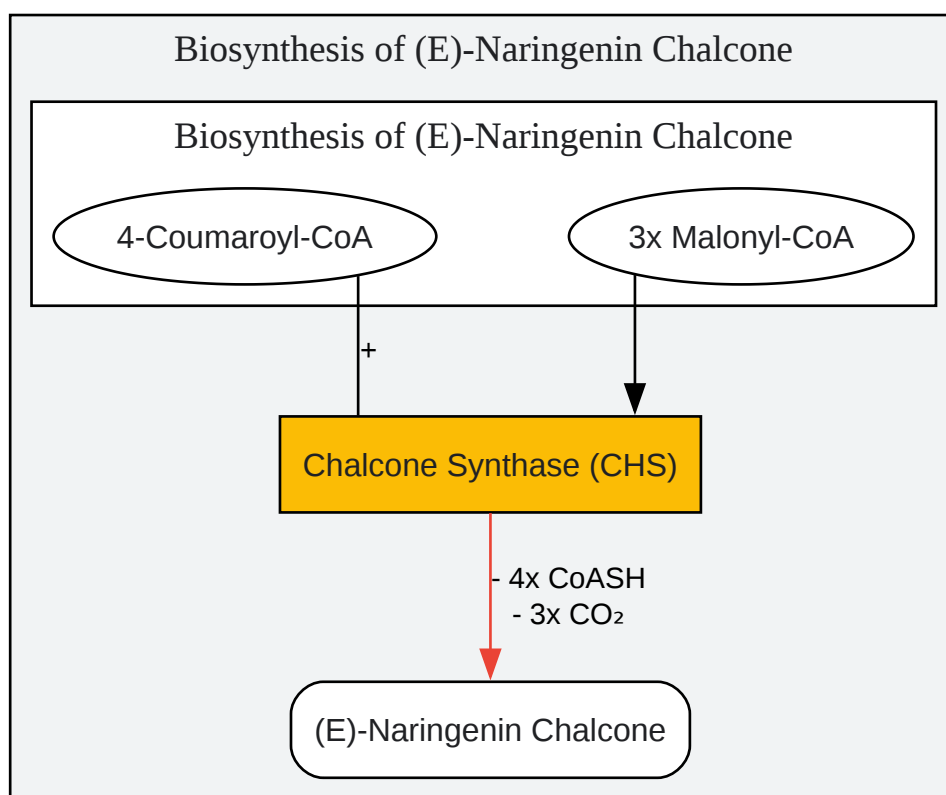 Biosynthesis of (E)-Naringenin Chalcone
Biosynthesis of (E)-Naringenin Chalcone
4-Coumaroyl-CoA
3x Malonyl-CoA
+
Chalcone Synthase (CHS)
- 4x CoASH
- 3x CO₂
(E)-Naringenin Chalcone